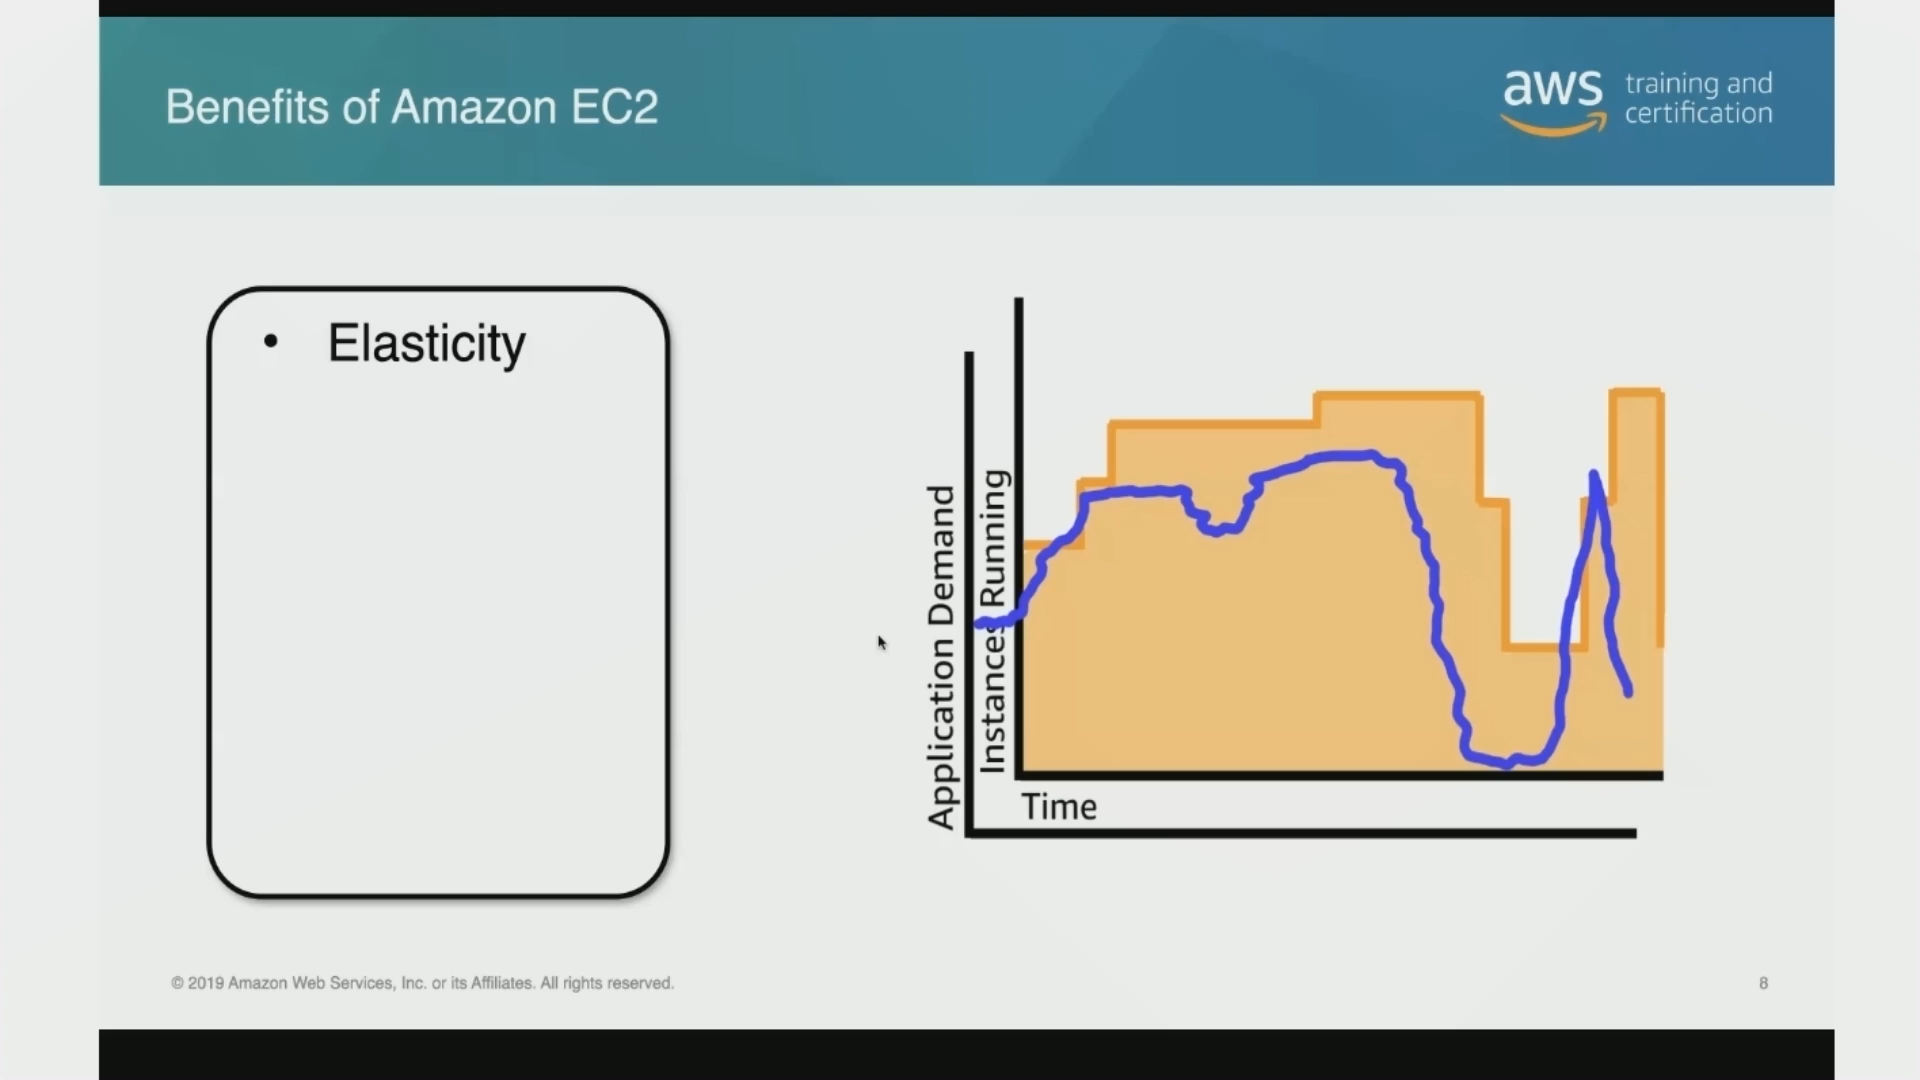 Benefits of Amazon EC2
aws
training and
certification
• Elasticity
Application Demand
Instances Running
Time
© 2019 Amazon Web Services, Inc. or its Affiliates. All rights reserved.
8